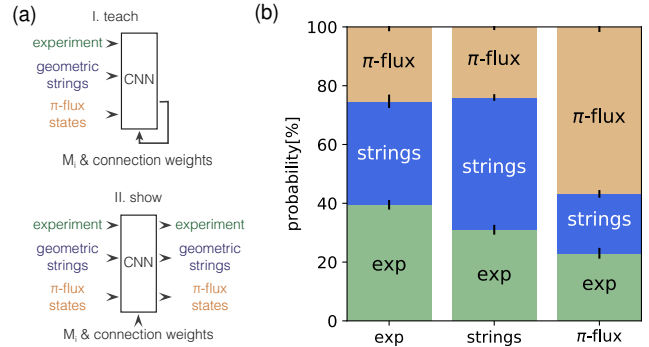 (a)
I. teach
experiment
geometric
strings
π-flux
states
CNN
M_i & connection weights
II. show
experiment
geometric
strings
π-flux
states
CNN
experiment
geometric
strings
π-flux
states
M_i & connection weights
(b)
probability[%]
100
80
60
40
20
0
π-flux
strings
exp
π-flux
strings
exp
π-flux
strings
exp
exp
strings
π-flux